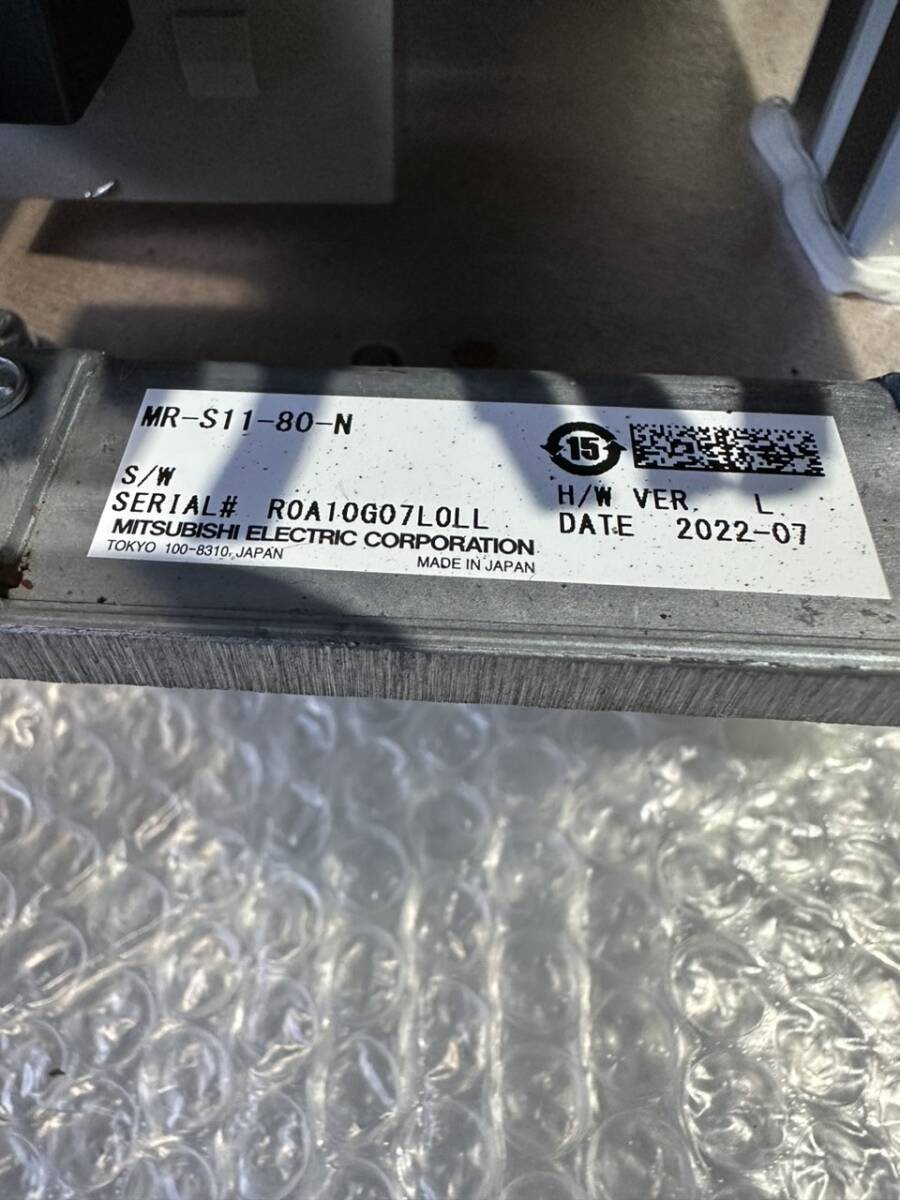 MR-S11-80-N
15
S/W
H/W VER. L
SERIAL# R0A10G07L0LL
DATE 2022-07
MITSUBISHI ELECTRIC CORPORATION
TOKYO 100-8310, JAPAN
MADE IN JAPAN